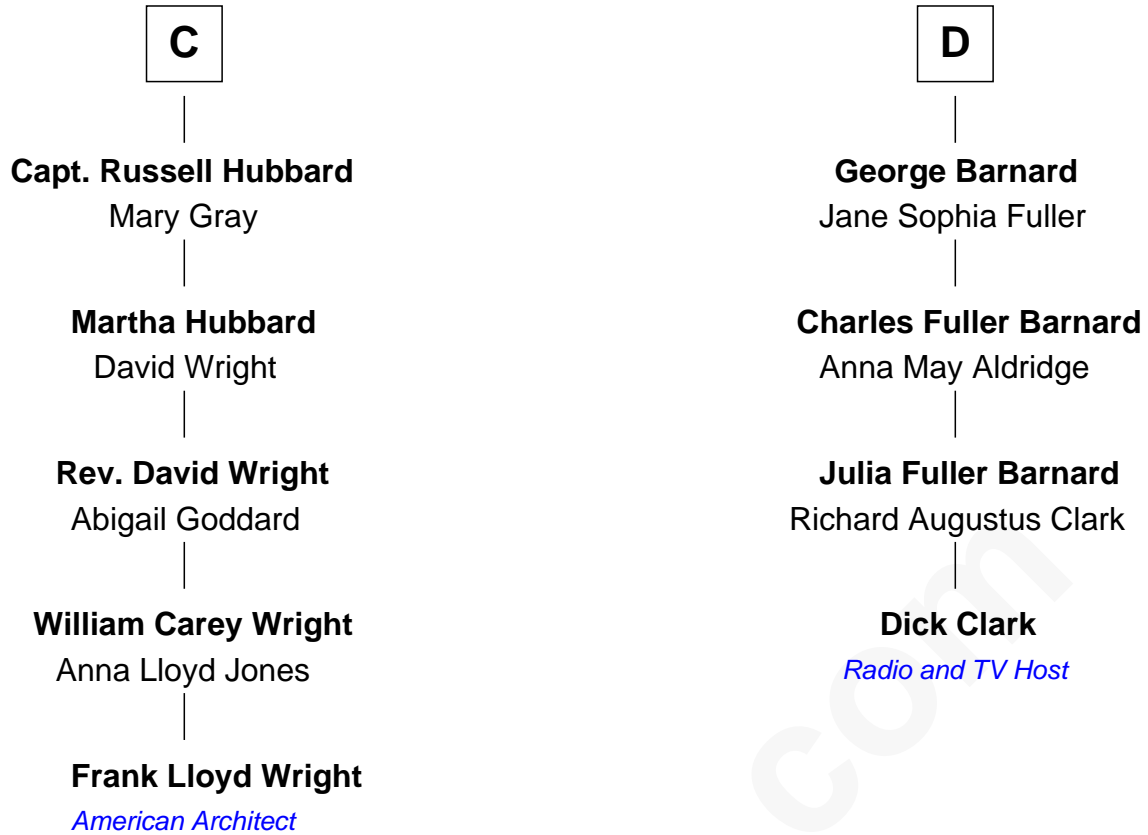 C
Capt. Russell Hubbard
Mary Gray
Martha Hubbard
David Wright
Rev. David Wright
Abigail Goddard
William Carey Wright
Anna Lloyd Jones
Frank Lloyd Wright
American Architect
D
George Barnard
Jane Sophia Fuller
Charles Fuller Barnard
Anna May Aldridge
Julia Fuller Barnard
Richard Augustus Clark
Dick Clark
Radio and TV Host
com